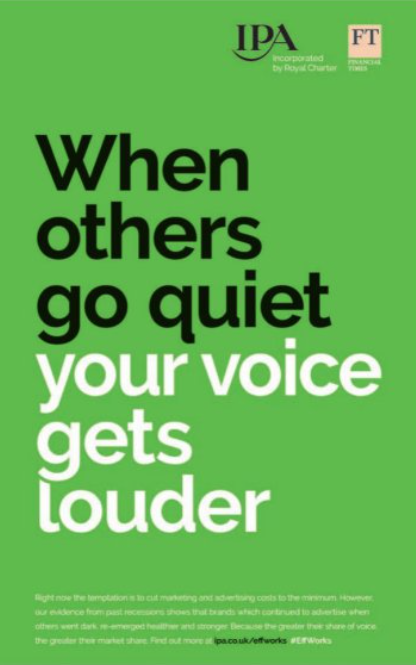 IPA
Incorporated
by Royal Charter
FT
FINANCIAL
TIMES
When
others
go quiet
your voice
gets
louder
Right now the temptation is to cut marketing and advertising costs to the minimum. However,
our evidence from past recessions shows that brands which continued to advertise when
others went dark, re-emerged healthier and stronger. Because the greater their share of voice,
the greater their market share. Find out more at ipa.co.uk/effworks #EffWorks